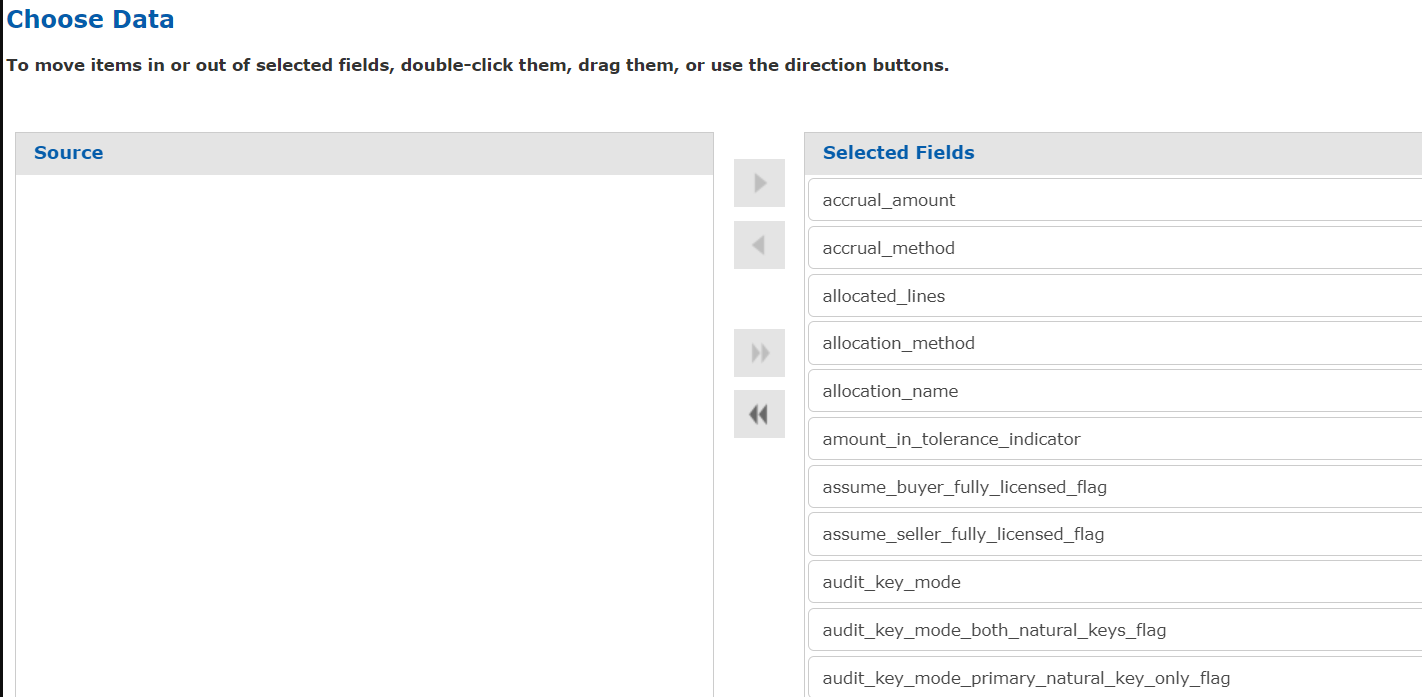 Choose Data
To move items in or out of selected fields, double-click them, drag them, or use the direction buttons.
Source
Selected Fields
accrual_amount
accrual_method
allocated_lines
allocation_method
allocation_name
amount_in_tolerance_indicator
assume_buyer_fully_licensed_flag
assume_seller_fully_licensed_flag
audit_key_mode
audit_key_mode_both_natural_keys_flag
audit_key_mode_primary_natural_key_only_flag